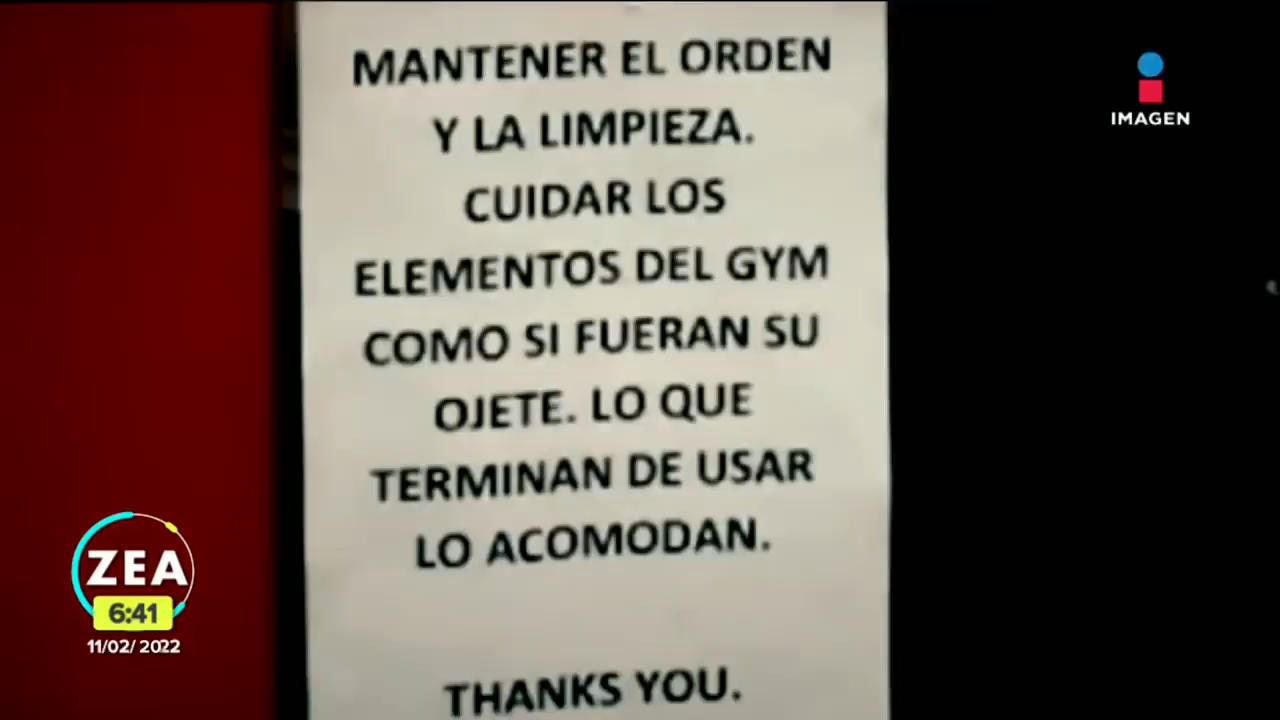 MANTENER EL ORDEN
Y LA LIMPIEZA.
CUIDAR LOS
ELEMENTOS DEL GYM
COMO SI FUERAN SU
OJETE. LO QUE
TERMINAN DE USAR
LO ACOMODAN.
THANKS YOU.
IMAGEN
ZEA
6:41
11/02/2022